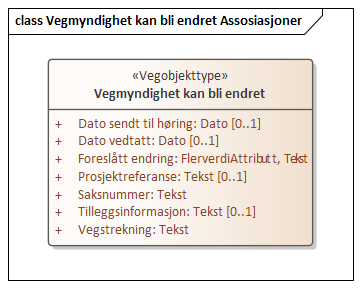 class Vegmyndighet kan bli endret Assosiasjoner
«Vegobjekttype»
Vegmyndighet kan bli endret
+ Dato sendt til høring: Dato [0..1]
+ Dato vedtatt: Dato [0..1]
+ Foreslått endring: FlerverdiAttributt, Tekst
+ Prosjektreferanse: Tekst [0..1]
+ Saksnummer: Tekst
+ Tilleggsinformasjon: Tekst [0..1]
+ Vegstrekning: Tekst